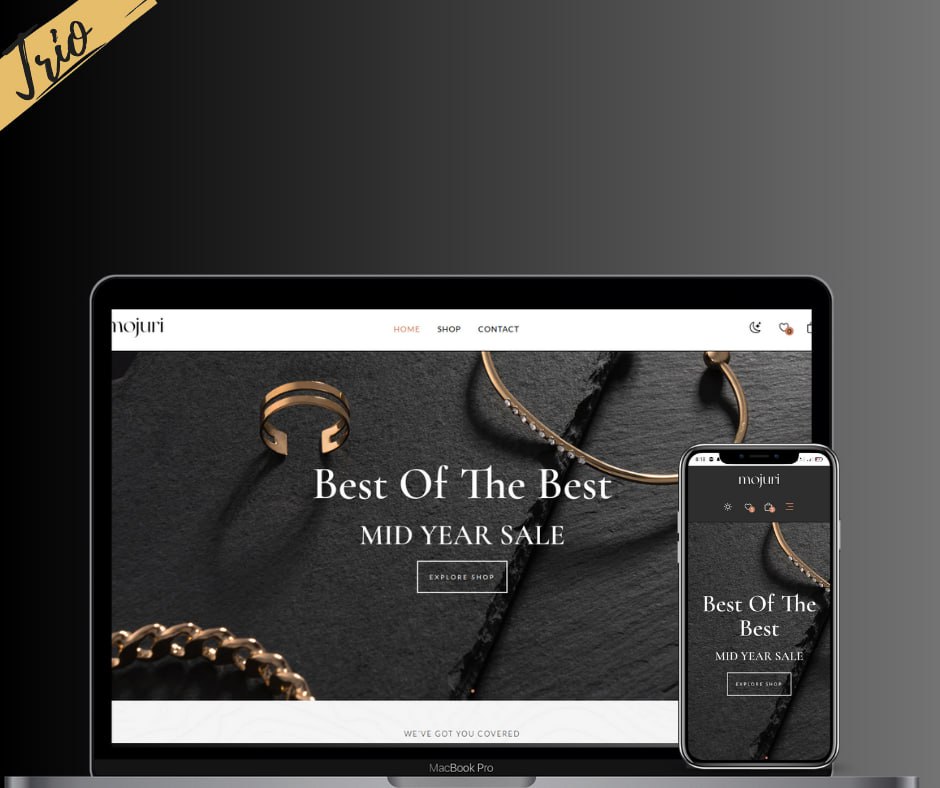 Trio
mojuri
HOME SHOP CONTACT
0
Best Of The Best
MID YEAR SALE
EXPLORE SHOP
WE'VE GOT YOU COVERED
MacBook Pro
mojuri
Best Of The
Best
MID YEAR SALE
EXPLORE SHOP